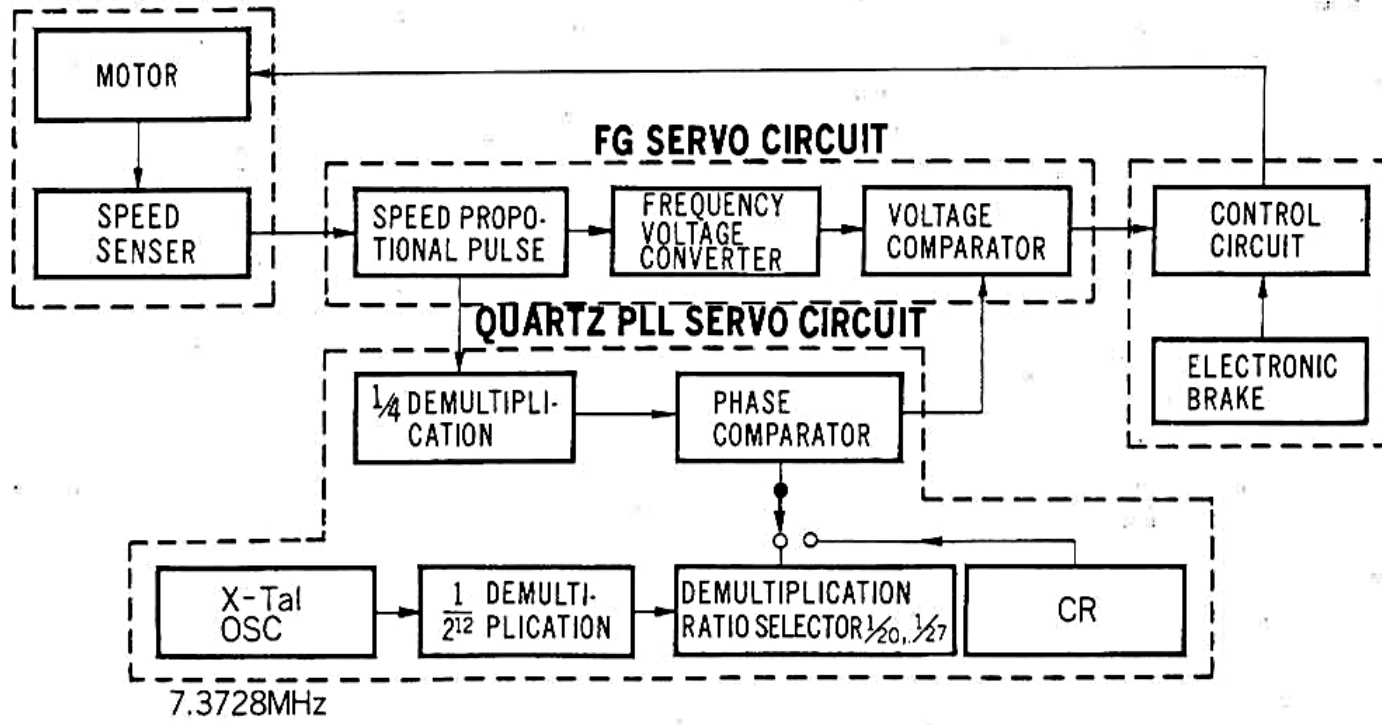 MOTOR
SPEED
SENSER
FG SERVO CIRCUIT
SPEED PROPO-
TIONAL PULSE
FREQUENCY
VOLTAGE
CONVERTER
VOLTAGE
COMPARATOR
CONTROL
CIRCUIT
ELECTRONIC
BRAKE
QUARTZ PLL SERVO CIRCUIT
1/4 DEMULTIPLI-
CATION
PHASE
COMPARATOR
X-Tal
OSC
1/2¹² DEMULTI-
PLICATION
DEMULTIPLICATION
RATIO SELECTOR 1/20, 1/27
CR
7.3728MHz